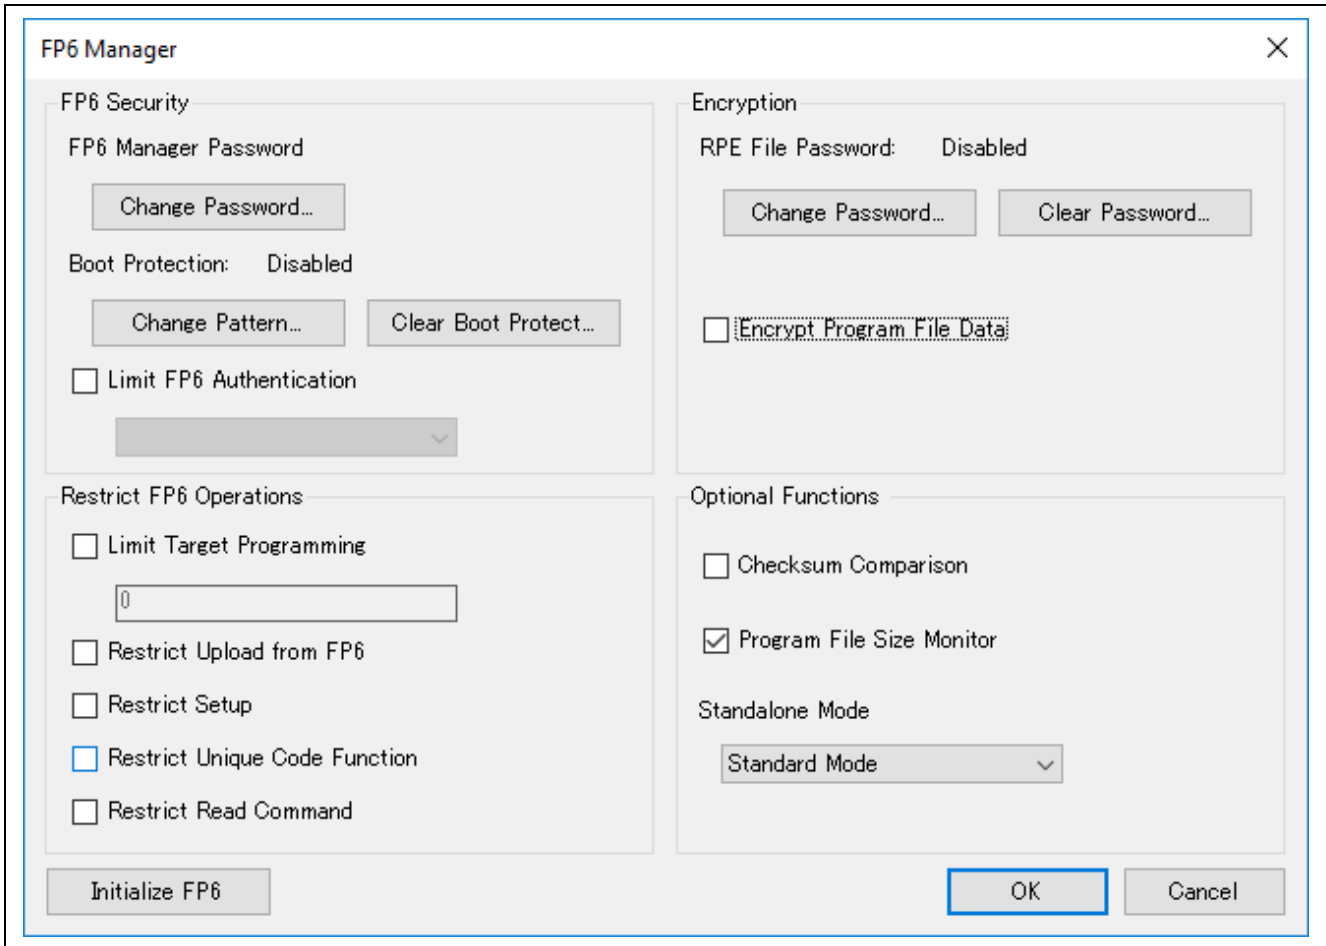 FP6 Manager
FP6 Security
FP6 Manager Password
Change Password...
Boot Protection: Disabled
Change Pattern...
Clear Boot Protect...
Limit FP6 Authentication
Encryption
RPE File Password: Disabled
Change Password...
Clear Password...
Encrypt Program File Data
Restrict FP6 Operations
Limit Target Programming
0
Restrict Upload from FP6
Restrict Setup
Restrict Unique Code Function
Restrict Read Command
Optional Functions
Checksum Comparison
Program File Size Monitor
Standalone Mode
Standard Mode
Initialize FP6
OK
Cancel